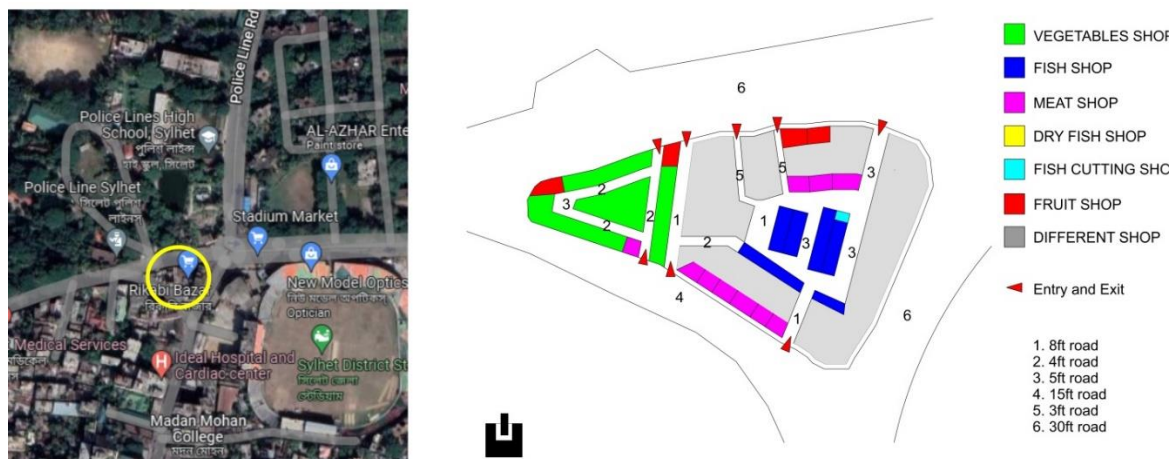 Police Line Rd
Police Lines High
School, Sylhet
পুলিশ লাইন্স
হাই স্কুল, সিলেট
AL-AZHAR Ente
Paint store
Police Line Sylhet
সিলেট পুলিশ
লাইনস
Stadium Market
Rikabi Bazar
রিকাবি বাজার
New Model Optics
Optician
Medical Services
Ideal Hospital and
Cardiac center
Sylhet District St
সিলেট জেলা
স্টেডিয়াম
Madan Mohan
College
মদন মোহন
6
5
5
3
2
3
2
2
1
1
3
3
2
4
1
6
VEGETABLES SHOP
FISH SHOP
MEAT SHOP
DRY FISH SHOP
FISH CUTTING SHO
FRUIT SHOP
DIFFERENT SHOP
Entry and Exit
1. 8ft road
2. 4ft road
3. 5ft road
4. 15ft road
5. 3ft road
6. 30ft road